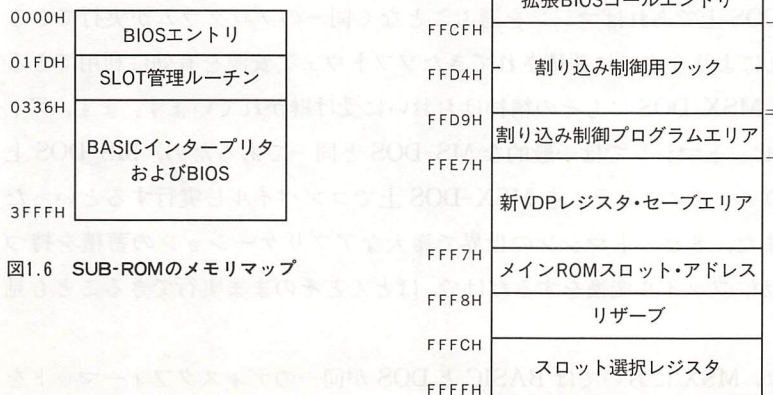 0000H
BIOSエントリ
01FDH
SLOT管理ルーチン
0336H
BASICインタープリタ
およびBIOS
3FFFH
図1.6 SUB-ROMのメモリマップ
拡張BIOSコールエントリ
FFCFH
割り込み制御用フック
FFD4H
FFD9H
割り込み制御プログラムエリア
FFE7H
新VDPレジスタ・セーブエリア
FFF7H
メインROMスロット・アドレス
FFF8H
リザーブ
FFFCH
スロット選択レジスタ
FFFFH